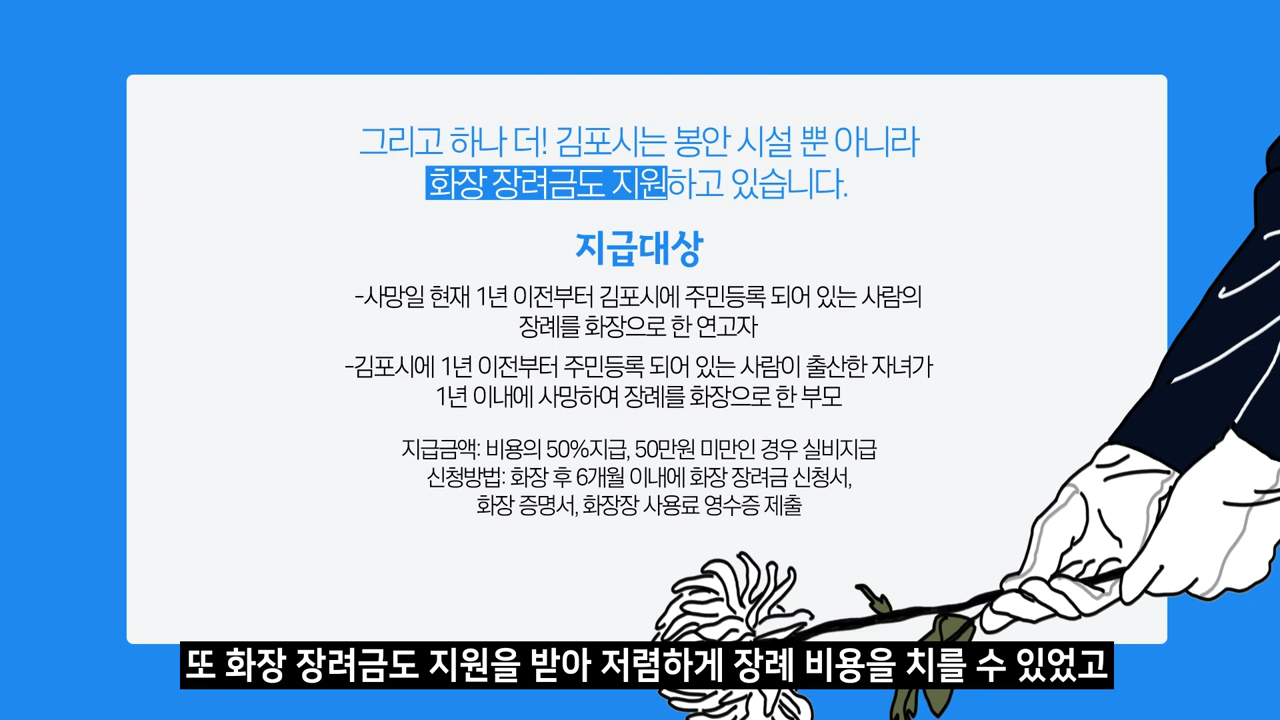 그리고 하나 더! 김포시는 봉안 시설 뿐 아니라
화장 장려금도 지원하고 있습니다.
지급대상
-사망일 현재 1년 이전부터 김포시에 주민등록 되어 있는 사람의
장례를 화장으로 한 연고자
-김포시에 1년 이전부터 주민등록 되어 있는 사람이 출산한 자녀가
1년 이내에 사망하여 장례를 화장으로 한 부모
지급금액: 비용의 50%지급, 50만원 미만인 경우 실비지급
신청방법: 화장 후 6개월 이내에 화장 장려금 신청서,
화장 증명서, 화장장 사용료 영수증 제출
또 화장 장려금도 지원을 받아 저렴하게 장례 비용을 치를 수 있었고